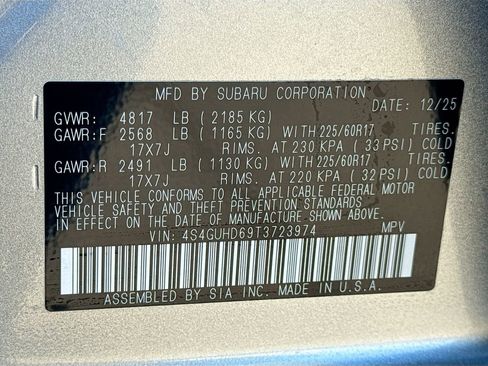 MFD BY SUBARU CORPORATION
DATE: 12/25
GVWR: 4817 LB (2185 KG)
GAWR:F 2568 LB (1165 KG) WITH 225/60R17 TIRES.
17X7J RIMS. AT 230 KPA (33 PSI) COLD
GAWR:R 2491 LB (1130 KG) WITH 225/60R17 TIRES.
17X7J RIMS. AT 220 KPA (32 PSI) COLD
THIS VEHICLE CONFORMS TO ALL APPLICABLE FEDERAL MOTOR
VEHICLE SAFETY AND THEFT PREVENTION STANDARDS
IN EFFECT ON THE DATE OF MANUFACTURE SHOWN ABOVE.
VIN: 4S4GUHD69T3723974 MPV
ASSEMBLED BY SIA INC. MADE IN U.S.A.